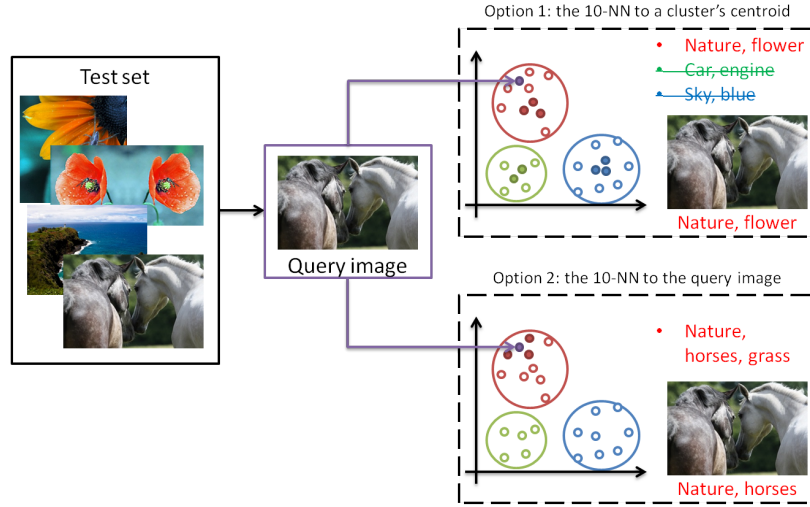 Option 1: the 10-NN to a cluster's centroid
Test set
Nature, flower
Car, engine
Sky, blue
Query image
Nature, flower
Option 2: the 10-NN to the query image
Nature,
horses, grass
Nature, horses